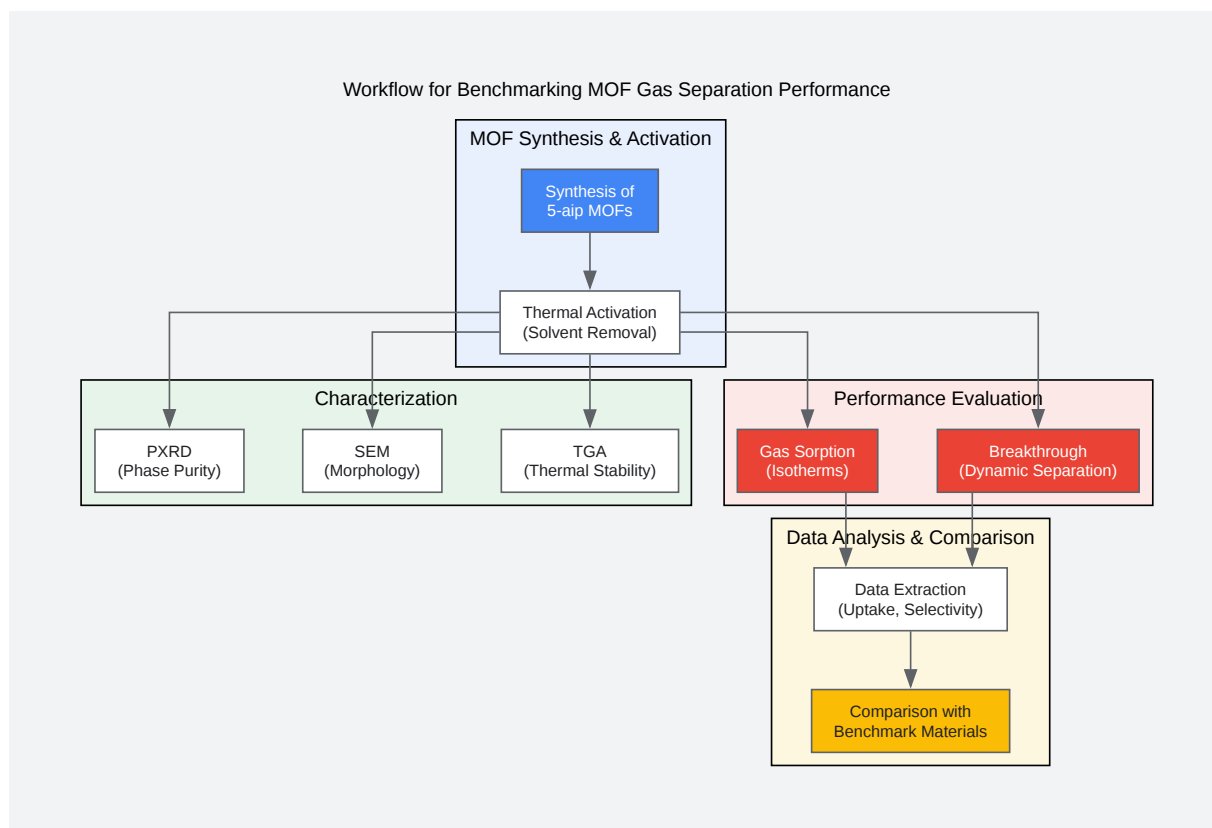 Workflow for Benchmarking MOF Gas Separation Performance
MOF Synthesis & Activation
Synthesis of
5-aip MOFs
Thermal Activation
(Solvent Removal)
Characterization
PXRD
(Phase Purity)
SEM
(Morphology)
TGA
(Thermal Stability)
Performance Evaluation
Gas Sorption
(Isotherms)
Breakthrough
(Dynamic Separation)
Data Analysis & Comparison
Data Extraction
(Uptake, Selectivity)
Comparison with
Benchmark Materials